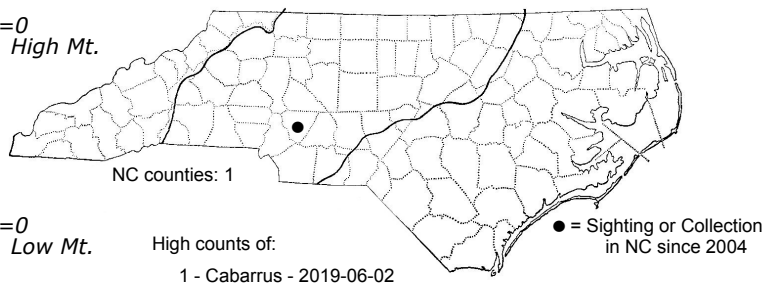 =0
High Mt.
NC counties: 1
=0
Low Mt.
High counts of:
1 - Cabarrus - 2019-06-02
● = Sighting or Collection
in NC since 2004